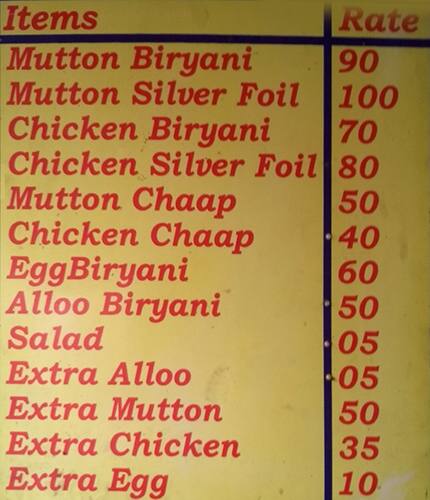 Items Rate
Mutton Biryani 90
Mutton Silver Foil 100
Chicken Biryani 70
Chicken Silver Foil 80
Mutton Chaap 50
Chicken Chaap 40
EggBiryani 60
Alloo Biryani 50
Salad 05
Extra Alloo 05
Extra Mutton 50
Extra Chicken 35
Extra Egg 10